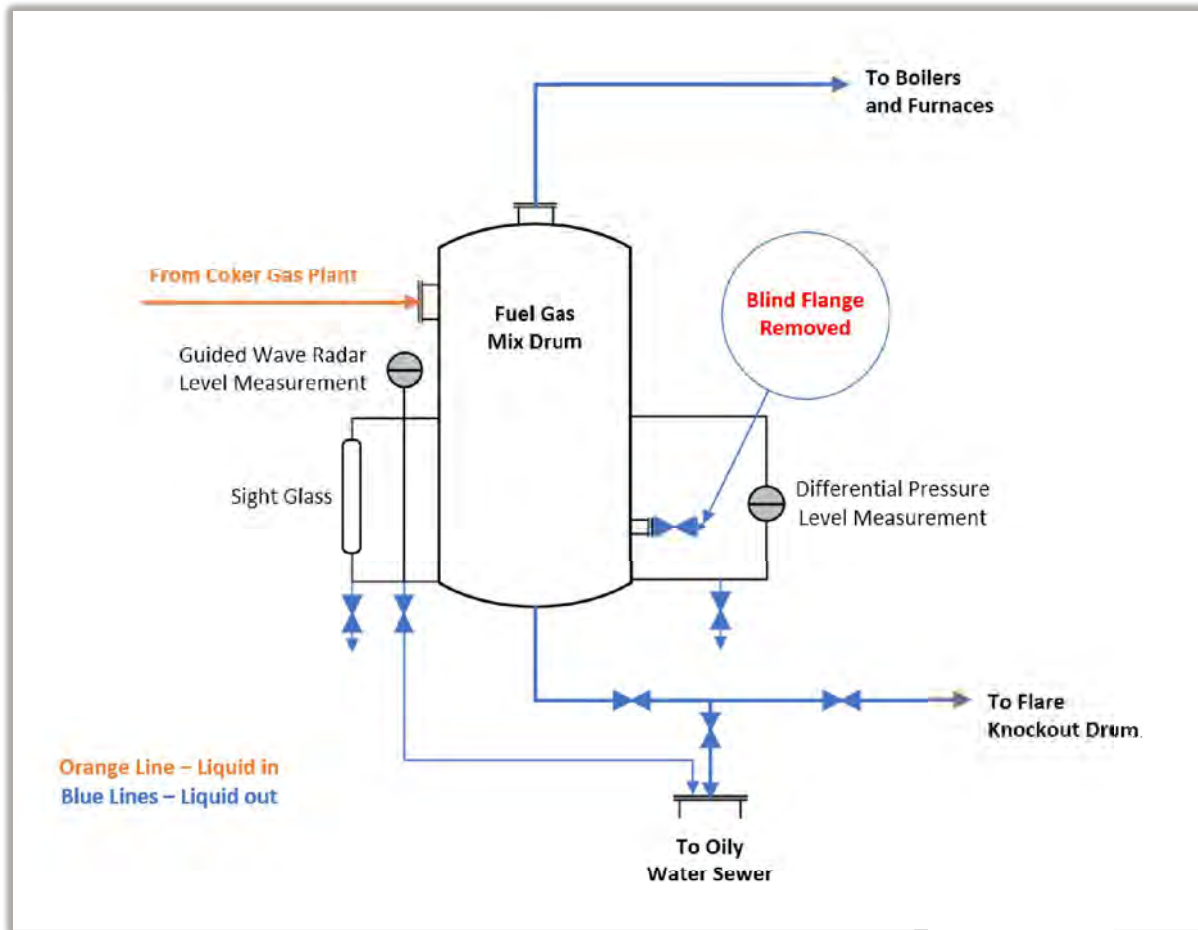 To Boilers
and Furnaces
From Coker Gas Plant
Fuel Gas
Mix Drum
Blind Flange
Removed
Guided Wave Radar
Level Measurement
Sight Glass
Differential Pressure
Level Measurement
To Flare
Knockout Drum
Orange Line – Liquid in
Blue Lines – Liquid out
To Oily
Water Sewer